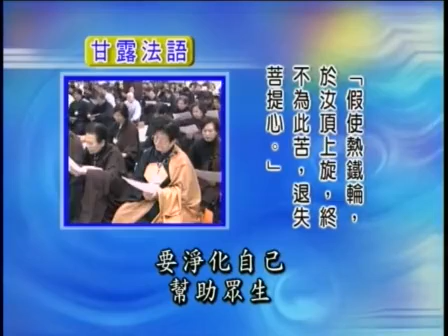 甘露法語
「假使熱鐵輪，
於汝頂上旋，終
不為此苦，退失
菩提心。」
要淨化自己
幫助眾生